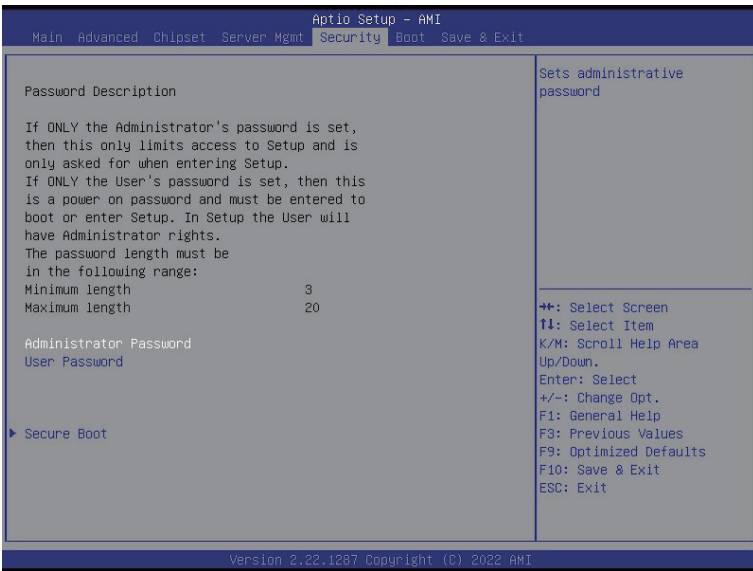 Aptio Setup - AMI
Main Advanced Chipset Server Mgmt Security Boot Save & Exit
Password Description
If ONLY the Administrator's password is set,
then this only limits access to Setup and is
only asked for when entering Setup.
If ONLY the User's password is set, then this
is a power on password and must be entered to
boot or enter Setup. In Setup the User will
have Administrator rights.
The password length must be
in the following range:
Minimum length 3
Maximum length 20
Administrator Password
User Password
Secure Boot
Sets administrative
password
→←: Select Screen
↑↓: Select Item
K/M: Scroll Help Area
Up/Down.
Enter: Select
+/-: Change Opt.
F1: General Help
F3: Previous Values
F9: Optimized Defaults
F10: Save & Exit
ESC: Exit
Version 2.22.1287 Copyright (C) 2022 AMI